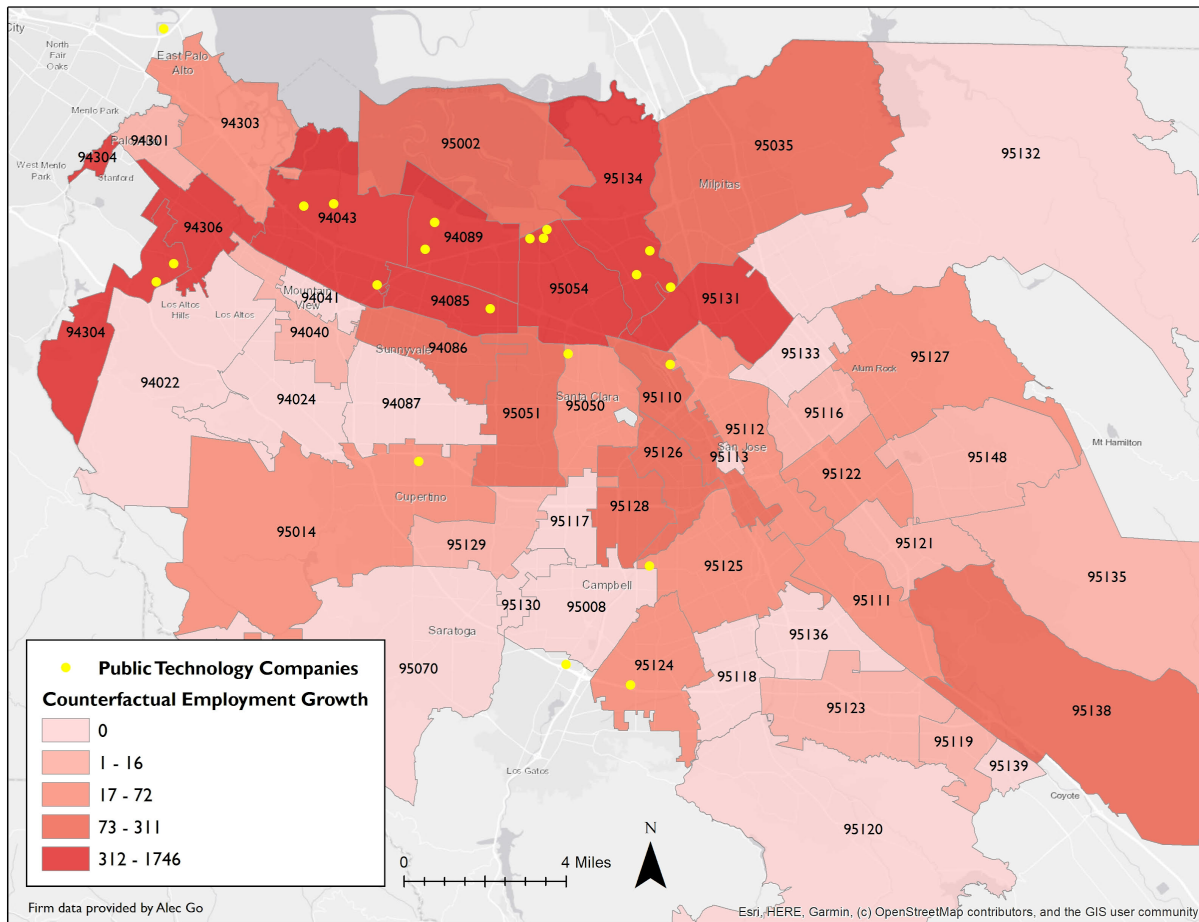 City
North
Fair
Oaks
East Palo
Alto
Menlo Park
94303
94301
95002
95035
95132
94304
West Menlo
Park
Stanford
95134
Milpitas
94306
94043
94089
95054
94085
95131
Los Altos
Hills
Los Altos
Mountain
View
94041
94304
94040
Sunnyvale
94086
95133
95127
Alum Rock
94022
94024
94087
95051
Santa Clara
95050
95110
95116
95112
San Jose
95113
Mt Hamilton
95126
95148
95122
Cupertino
95128
95117
95014
95129
95121
95125
95135
Campbell
95111
95130
95008
Saratoga
95136
95070
95124
95118
95138
95123
95119
95139
Los Gatos
Coyote
95120
Public Technology Companies
Counterfactual Employment Growth
0
1 - 16
17 - 72
73 - 311
312 - 1746
N
0
4 Miles
Firm data provided by Alec Go
Esri, HERE, Garmin, (c) OpenStreetMap contributors, and the GIS user community